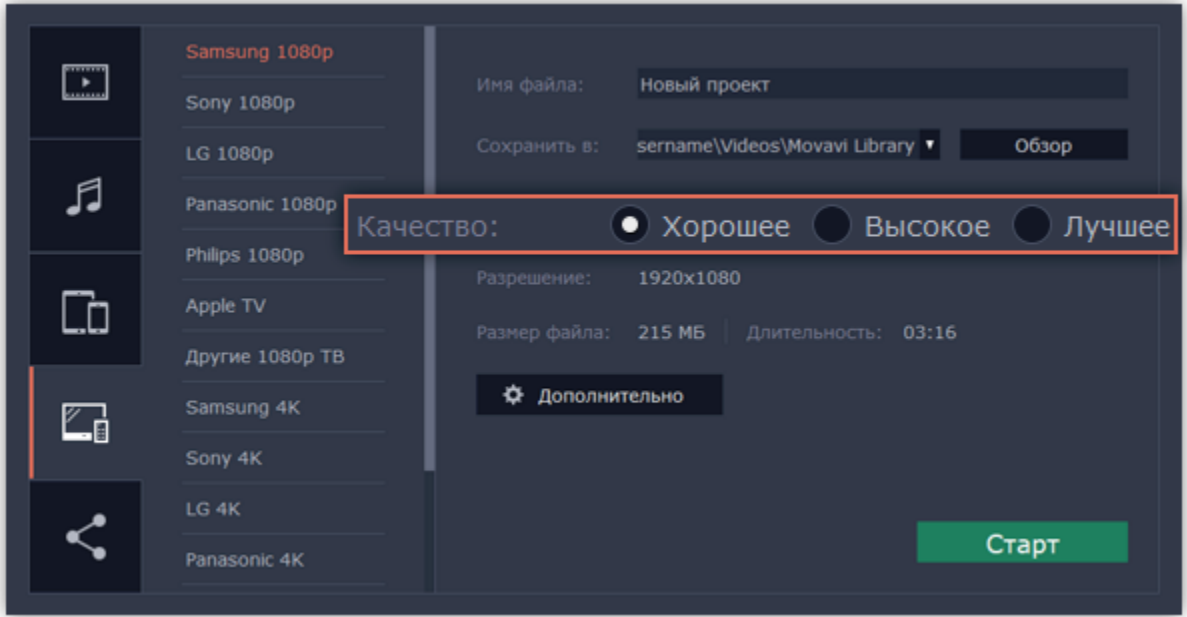 Samsung 1080p
Sony 1080p
LG 1080p
Panasonic 1080p
Philips 1080p
Apple TV
Другие 1080p ТВ
Samsung 4K
Sony 4K
LG 4K
Panasonic 4K
Имя файла: Новый проект
Сохранить в: sername\Videos\Movavi Library Обзор
Качество: Хорошее Высокое Лучшее
Разрешение: 1920x1080
Размер файла: 215 МБ Длительность: 03:16
Дополнительно
Старт